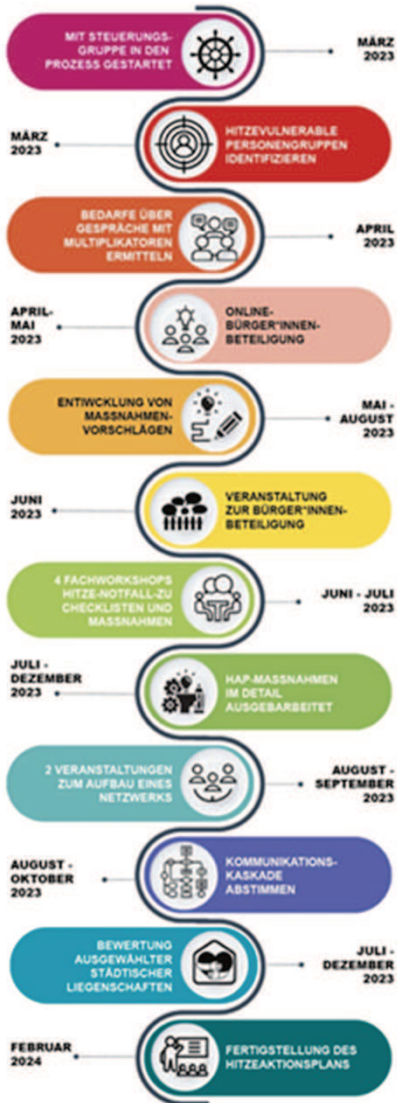 MIT STEUERUNGS-
GRUPPE IN DEN
PROZESS GESTARTET
MÄRZ
2023
MÄRZ
2023
HITZEVULNERABLE
PERSONENGRUPPEN
IDENTIFIZIEREN
BEDARFE ÜBER
GESPRÄCHE MIT
MULTIPLIKATOREN
ERMITTELN
APRIL
2023
APRIL-
MAI
2023
ONLINE-
BÜRGER*INNEN-
BETEILIGUNG
ENTIWCKLUNG VON
MASSNAHMEN-
VORSCHLÄGEN
MAI -
AUGUST
2023
JUNI
2023
VERANSTALTUNG
ZUR BÜRGER*INNEN-
BETEILIGUNG
4 FACHWORKSHOPS
HITZE-NOTFALL-ZU
CHECKLISTEN UND
MASSNAHMEN
JUNI - JULI
2023
JULI -
DEZEMBER
2023
HAP-MASSNAHMEN
IM DETAIL
AUSGEBARBEITET
2 VERANSTALTUNGEN
ZUM AUFBAU EINES
NETZWERKS
AUGUST -
SEPTEMBER
2023
AUGUST -
OKTOBER
2023
KOMMUNIKATIONS-
KASKADE
ABSTIMMEN
BEWERTUNG
AUSGEWÄHLTER
STÄDTISCHER
LIEGENSCHAFTEN
JULI -
DEZEMBER
2023
FEBRUAR
2024
FERTIGSTELLUNG DES
HITZEAKTIONSPLANS